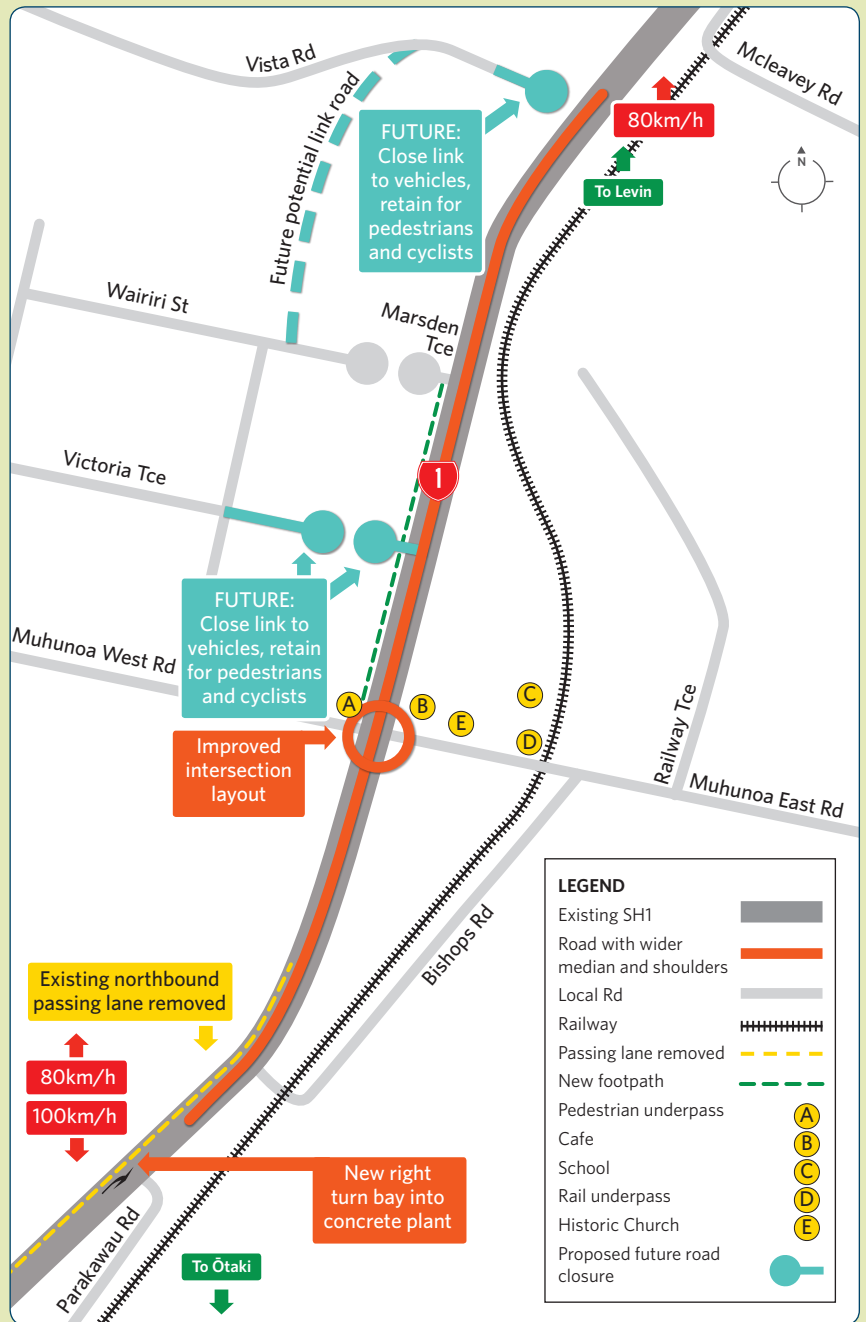 Vista Rd
Mcleavey Rd
80km/h
N
To Levin
FUTURE:
Close link
to vehicles,
retain for
pedestrians
and cyclists
Future potential link road
Wairiri St
Marsden
Tce
1
Victoria Tce
FUTURE:
Close link to
vehicles, retain
for pedestrians
and cyclists
Muhunoa West Rd
A
B
E
C
D
Improved
intersection
layout
Railway Tce
Muhunoa East Rd
Bishops Rd
Existing northbound
passing lane removed
80km/h
100km/h
New right
turn bay into
concrete plant
Parakawau Rd
To Ōtaki
LEGEND
Existing SH1
Road with wider
median and shoulders
Local Rd
Railway
Passing lane removed
New footpath
Pedestrian underpass A
Cafe B
School C
Rail underpass D
Historic Church E
Proposed future road
closure